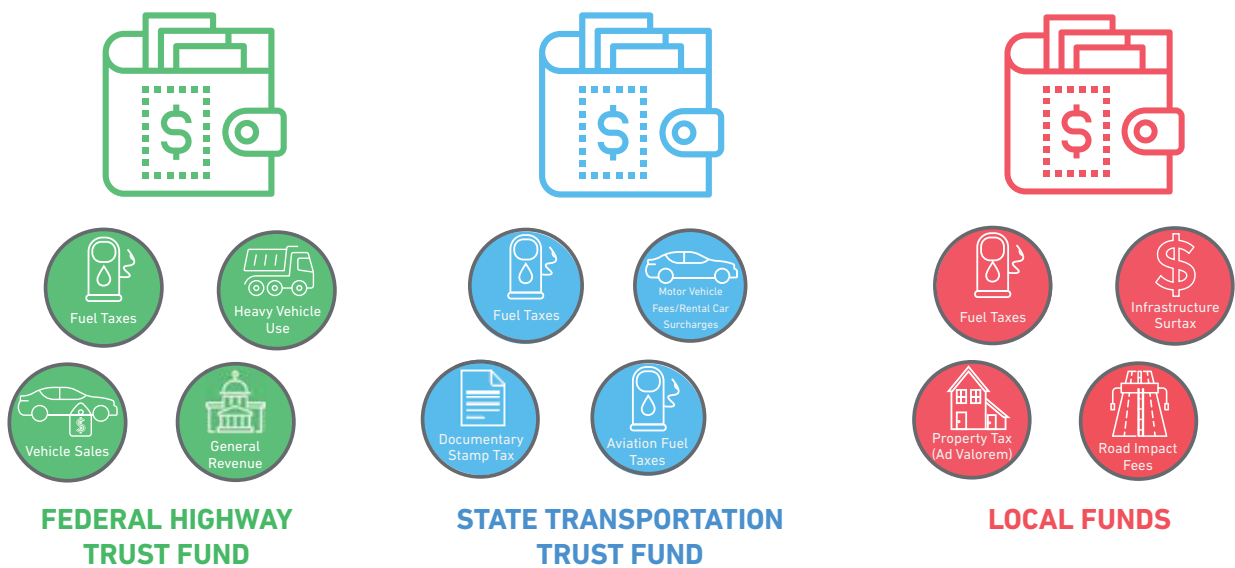 $
$
$
Fuel Taxes
Heavy Vehicle
Use
$
Vehicle Sales
General
Revenue
FEDERAL HIGHWAY
TRUST FUND
Fuel Taxes
Motor Vehicle
Fees/Rental Car
Surcharges
Documentary
Stamp Tax
Aviation Fuel
Taxes
STATE TRANSPORTATION
TRUST FUND
Fuel Taxes
$
Infrastructure
Surtax
Property Tax
(Ad Valorem)
Road Impact
Fees
LOCAL FUNDS